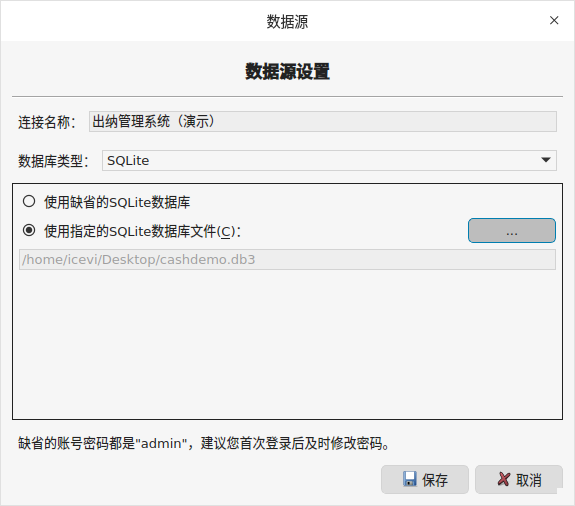 数据源
数据源设置
连接名称： 出纳管理系统（演示）
数据库类型： SQLite
使用缺省的SQLite数据库
使用指定的SQLite数据库文件(C)： ...
/home/icevi/Desktop/cashdemo.db3
缺省的账号密码都是"admin"，建议您首次登录后及时修改密码。
保存 取消